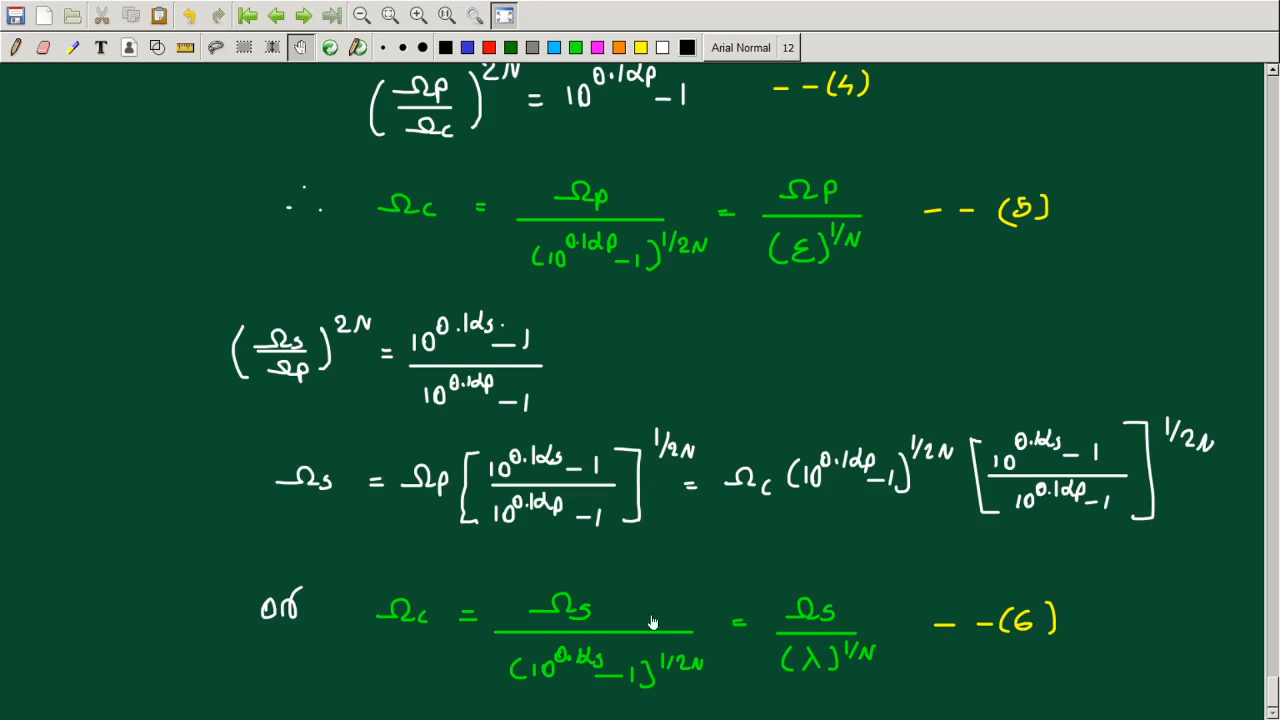 Arial Normal 12
(Ωp/Ωc)^2N = 10^0.1αp - 1 --(4)
∴ Ωc = Ωp/(10^0.1αp - 1)^1/2N = Ωp/(ε)^1/N -- (5)
(Ωs/Ωp)^2N = (10^0.1αs - 1)/(10^0.1αp - 1)
Ωs = Ωp [(10^0.1αs - 1)/(10^0.1αp - 1)]^1/2N = Ωc (10^0.1αp - 1)^1/2N [(10^0.1αs - 1)/(10^0.1αp - 1)]^1/2N
or Ωc = Ωs/(10^0.1αs - 1)^1/2N = Ωs/(λ)^1/N --(6)